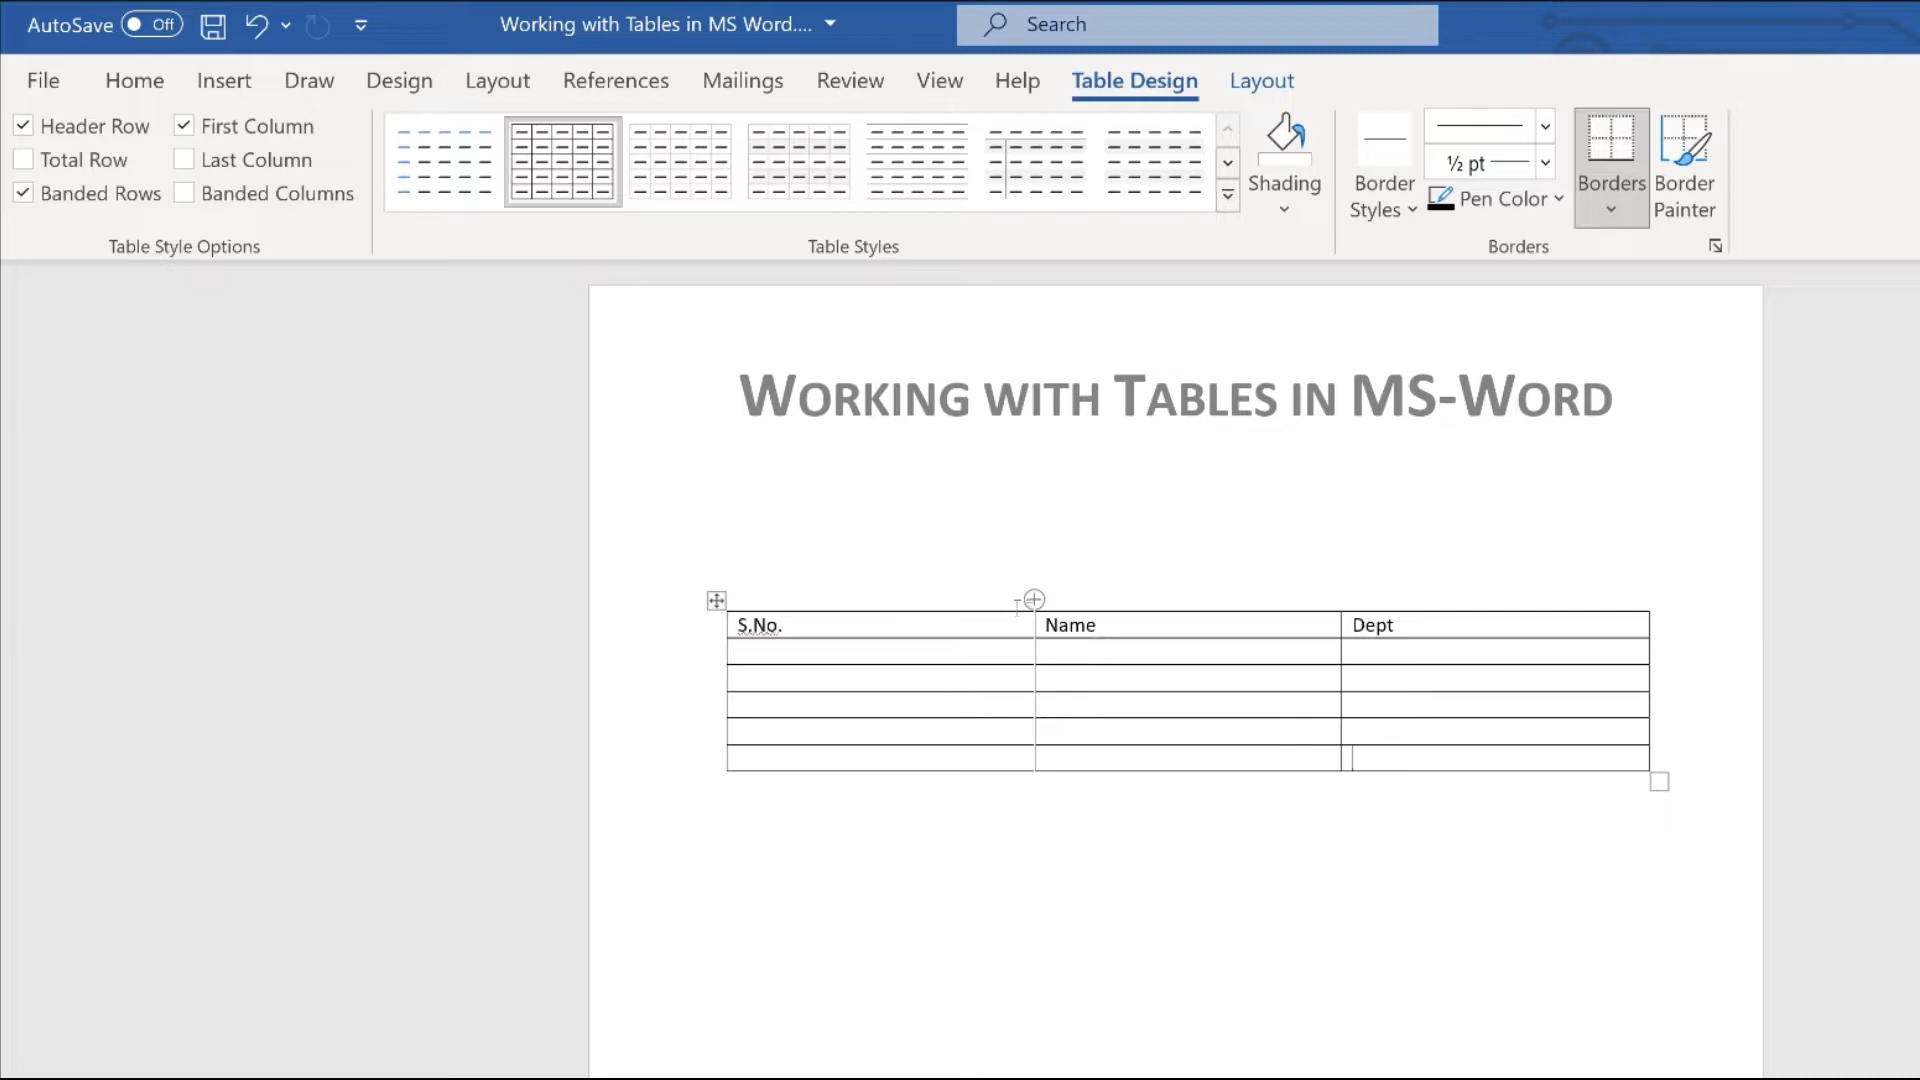 AutoSave Off Working with Tables in MS Word.... Search
File Home Insert Draw Design Layout References Mailings Review View Help Table Design Layout
Header Row First Column
Total Row Last Column
Banded Rows Banded Columns
Table Style Options
Table Styles
Shading
Border Styles
½ pt
Pen Color
Borders
Border Painter
Borders
WORKING WITH TABLES IN MS-WORD
S.No. Name Dept